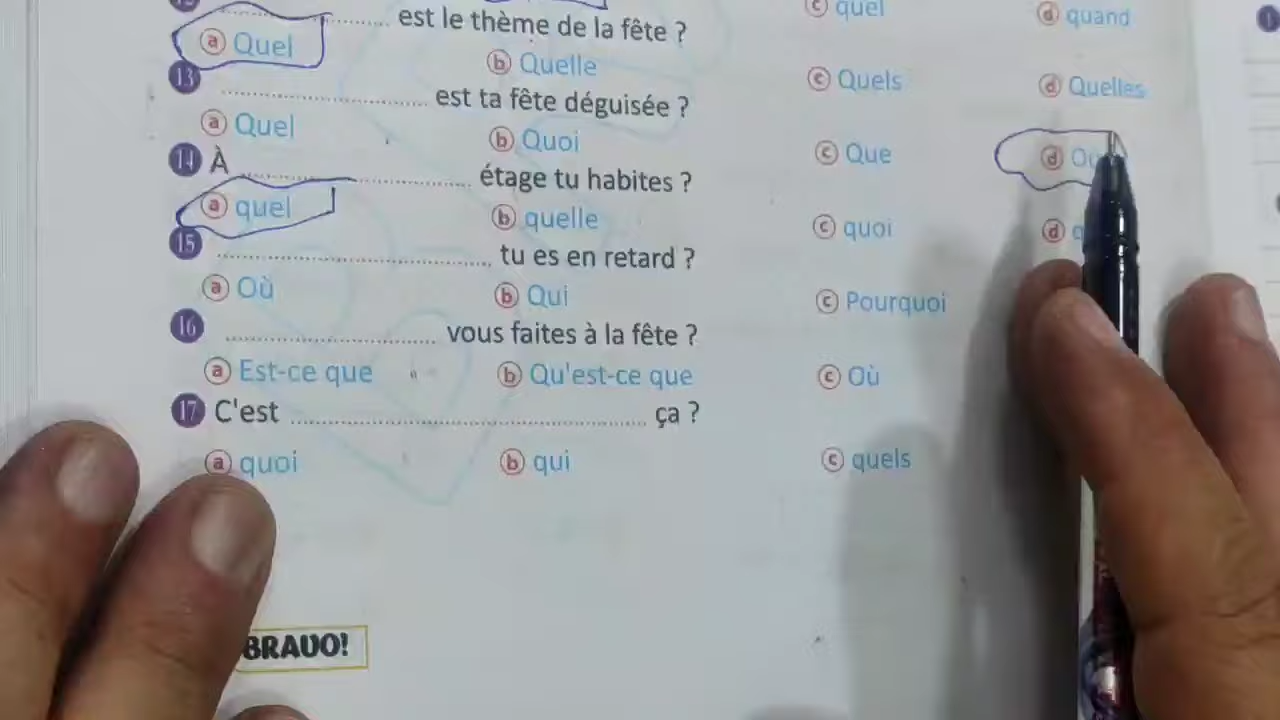 ............ est le thème de la fête ?
c quel d quand
a Quel b Quelle c Quels d Quelles
13 ............ est ta fête déguisée ?
a Quel b Quoi c Que d Où
14 À ............ étage tu habites ?
a quel b quelle c quoi d
15 ............ tu es en retard ?
a Où b Qui c Pourquoi
16 ............ vous faites à la fête ?
a Est-ce que b Qu'est-ce que c Où
17 C'est ............ ça ?
a quoi b qui c quels
BRAVO!